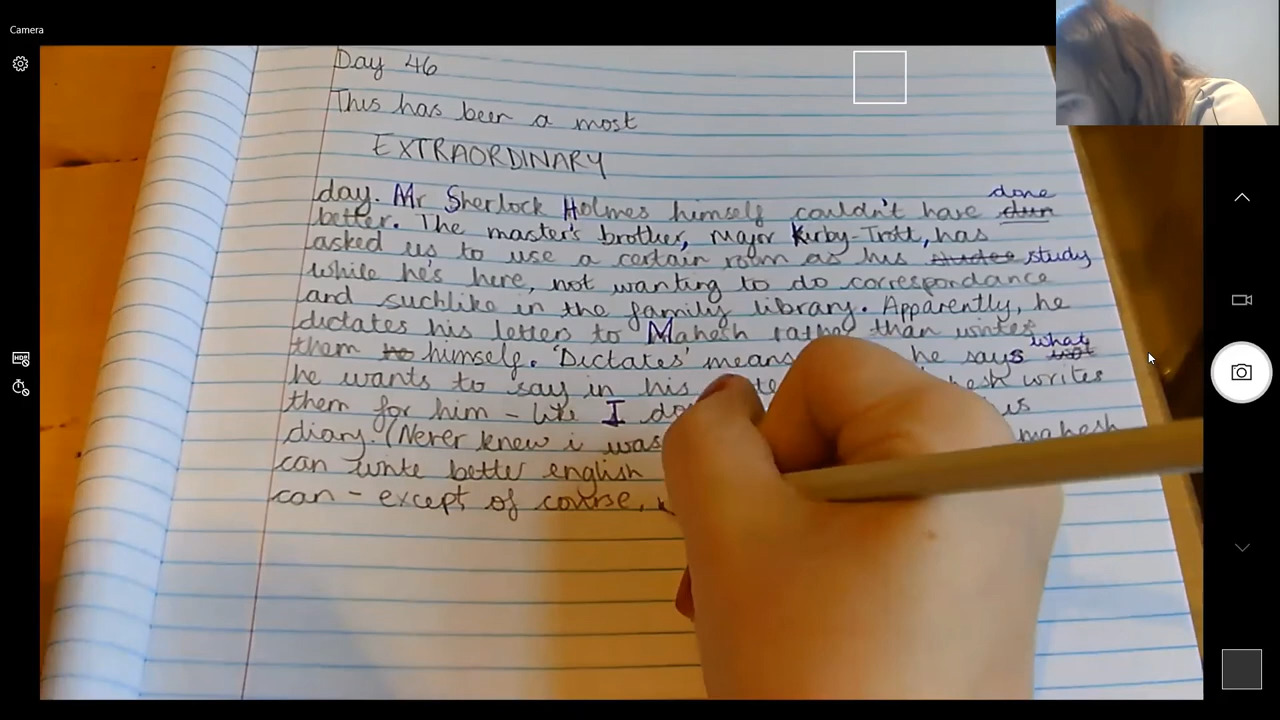 Camera
Day 46
This has been a most
EXTRAORDINARY
done
day. Mr Sherlock Holmes himself couldn't have dun
better. The master's brother, Major Kirby-Trott, has
asked us to use a certain room as his studee study
while he's here, not wanting to do correspondance
and suchlike in the family library. Apparently, he
dictates his letters to Mahesh rather than writes
what
them himself. 'Dictates' means he says wot
he wants to say in his writes
them for him - like I is
diary. (Never knew i was mahesh
can write better english
can - except of course,